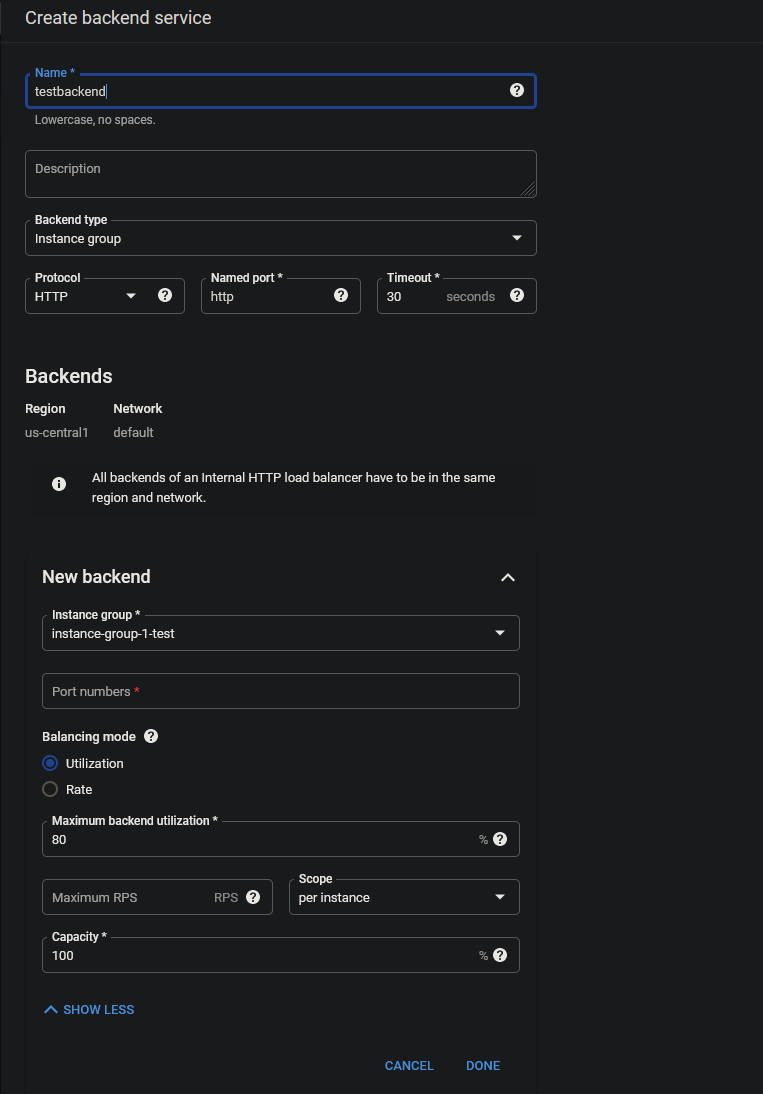 Create backend service
Name *
testbackend
Lowercase, no spaces.
Description
Backend type
Instance group
Protocol
HTTP
Named port *
http
Timeout *
30 seconds
Backends
Region Network
us-central1 default
All backends of an Internal HTTP load balancer have to be in the same
region and network.
New backend
Instance group *
instance-group-1-test
Port numbers *
Balancing mode
Utilization
Rate
Maximum backend utilization *
80 %
Maximum RPS RPS
Scope
per instance
Capacity *
100 %
SHOW LESS
CANCEL DONE